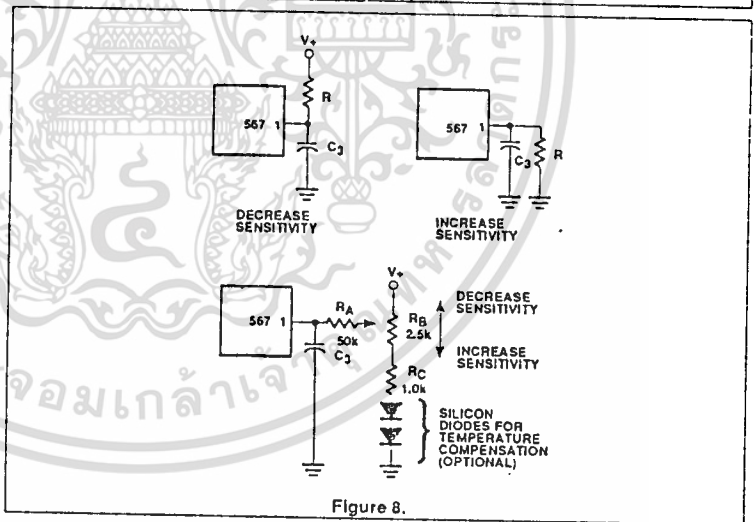 V+
R
567 1
C3
DECREASE
SENSITIVITY
567 1
C3
R
INCREASE
SENSITIVITY
V+
567 1
RA
50k
C3
RB
2.5k
DECREASE
SENSITIVITY
INCREASE
SENSITIVITY
RC
1.0k
SILICON
DIODES FOR
TEMPERATURE
COMPENSATION
(OPTIONAL)
Figure 8.